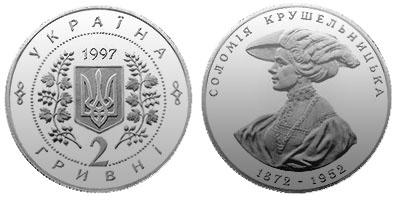 УКРАЇНА
1997
2
ГРИВНІ
СОЛОМІЯ КРУШЕЛЬНИЦЬКА
1872 - 1952